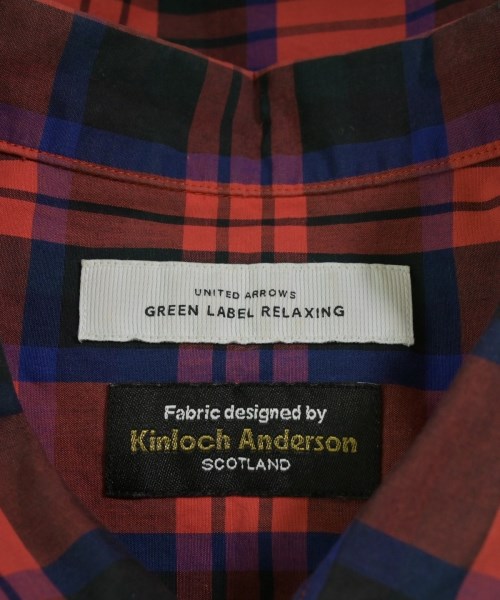 UNITED ARROWS
GREEN LABEL RELAXING
Fabric designed by
Kinloch Anderson
SCOTLAND